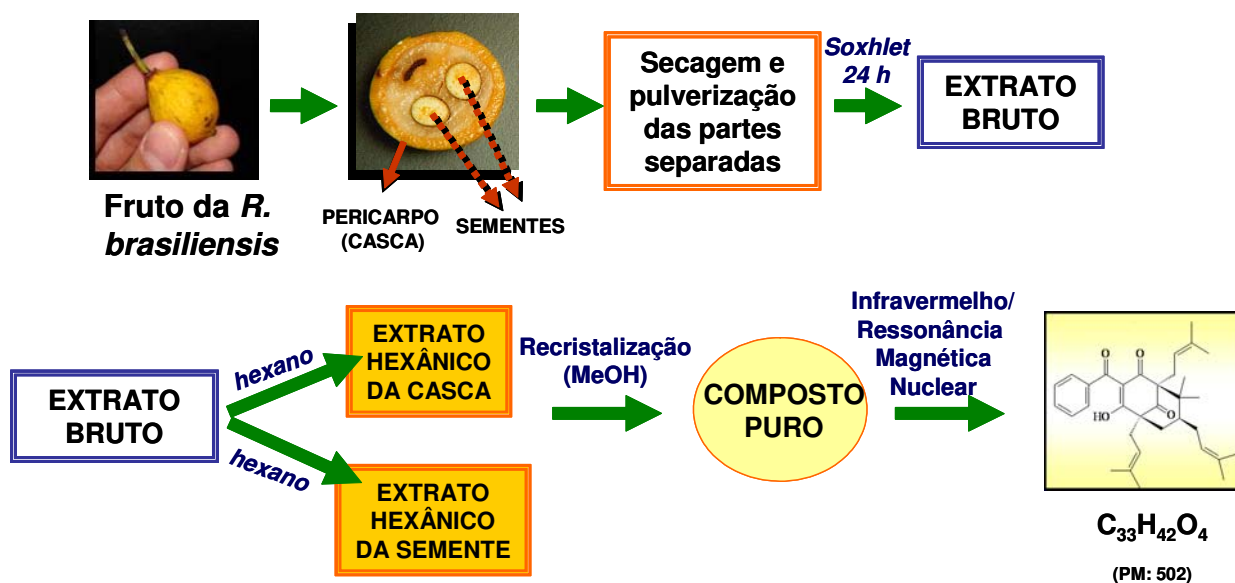 Fruto da R.
brasiliensis
PERICARPO
(CASCA)
SEMENTES
Secagem e
pulverização
das partes
separadas
Soxhlet
24 h
EXTRATO
BRUTO
EXTRATO
BRUTO
hexano
hexano
EXTRATO
HEXÂNICO
DA CASCA
EXTRATO
HEXÂNICO
DA SEMENTE
Recristalização
(MeOH)
COMPOSTO
PURO
Infravermelho/
Ressonância
Magnética
Nuclear
O
O
O
HO
C₃₃H₄₂O₄
(PM: 502)